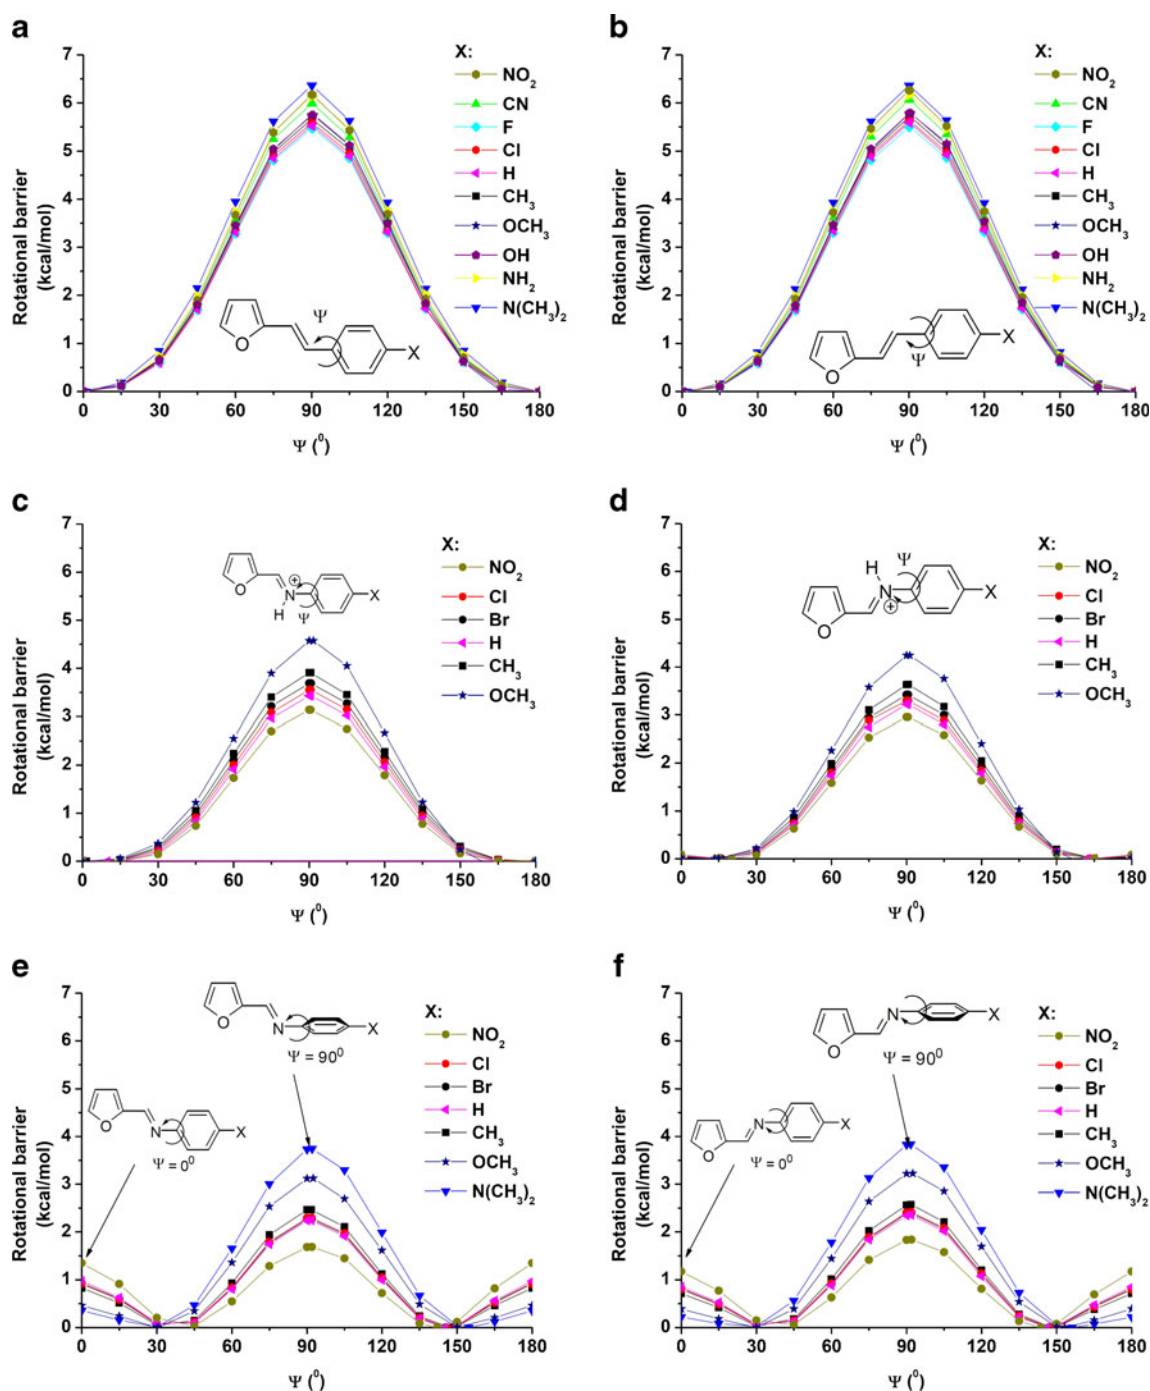 a
Rotational barrier
(kcal/mol)
7
6
5
4
3
2
1
0
0 30 60 90 120 150 180
Ψ (⁰)
X:
NO₂
CN
F
Cl
H
CH₃
OCH₃
OH
NH₂
N(CH₃)₂
O
Ψ
X
b
Rotational barrier
(kcal/mol)
7
6
5
4
3
2
1
0
0 30 60 90 120 150 180
Ψ (⁰)
X:
NO₂
CN
F
Cl
H
CH₃
OCH₃
OH
NH₂
N(CH₃)₂
O
Ψ
X
c
Rotational barrier
(kcal/mol)
7
6
5
4
3
2
1
0
0 30 60 90 120 150 180
Ψ (⁰)
X:
NO₂
Cl
Br
H
CH₃
OCH₃
O
N
⊕
H
Ψ
X
d
Rotational barrier
(kcal/mol)
7
6
5
4
3
2
1
0
0 30 60 90 120 150 180
Ψ (⁰)
X:
NO₂
Cl
Br
H
CH₃
OCH₃
H
Ψ
N
⊕
X
O
e
Rotational barrier
(kcal/mol)
7
6
5
4
3
2
1
0
0 30 60 90 120 150 180
Ψ (⁰)
X:
NO₂
Cl
Br
H
CH₃
OCH₃
N(CH₃)₂
O
N
X
Ψ = 90⁰
O
N
X
Ψ = 0⁰
f
Rotational barrier
(kcal/mol)
7
6
5
4
3
2
1
0
0 30 60 90 120 150 180
Ψ (⁰)
X:
NO₂
Cl
Br
H
CH₃
OCH₃
N(CH₃)₂
N
X
O
Ψ = 90⁰
N
X
O
Ψ = 0⁰